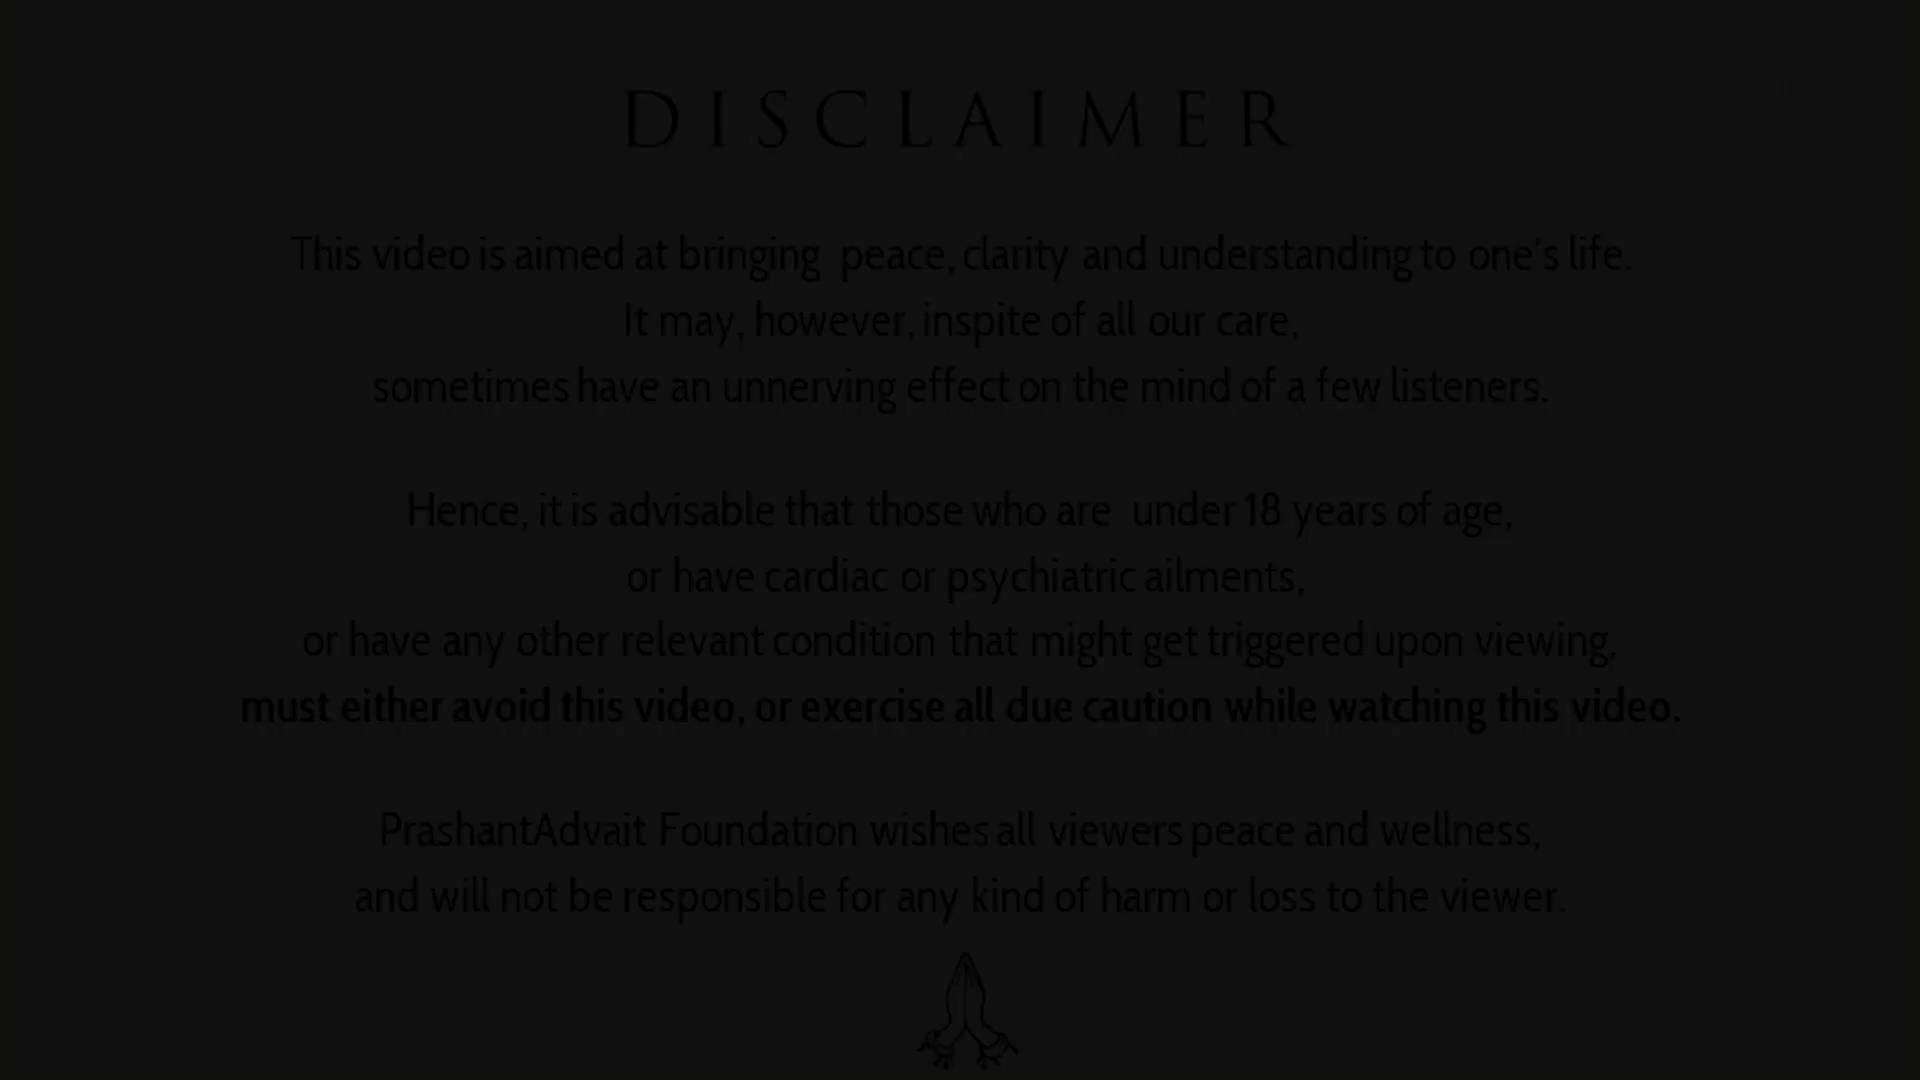 DISCLAIMER
This video is aimed at bringing peace, clarity and understanding to one's life.
It may, however, inspite of all our care,
sometimes have an unnerving effect on the mind of a few listeners.
Hence, it is advisable that those who are under 18 years of age,
or have cardiac or psychiatric ailments,
or have any other relevant condition that might get triggered upon viewing,
must either avoid this video, or exercise all due caution while watching this video.
PrashantAdvait Foundation wishes all viewers peace and wellness,
and will not be responsible for any kind of harm or loss to the viewer.